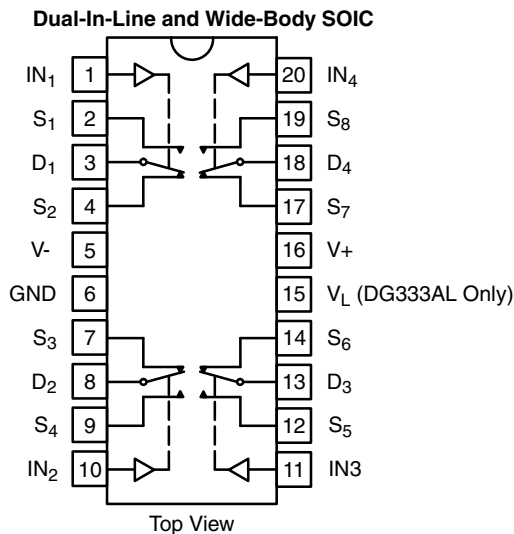 Dual-In-Line and Wide-Body SOIC
IN1 1 20 IN4
S1 2 19 S8
D1 3 18 D4
S2 4 17 S7
V- 5 16 V+
GND 6 15 VL (DG333AL Only)
S3 7 14 S6
D2 8 13 D3
S4 9 12 S5
IN2 10 11 IN3
Top View